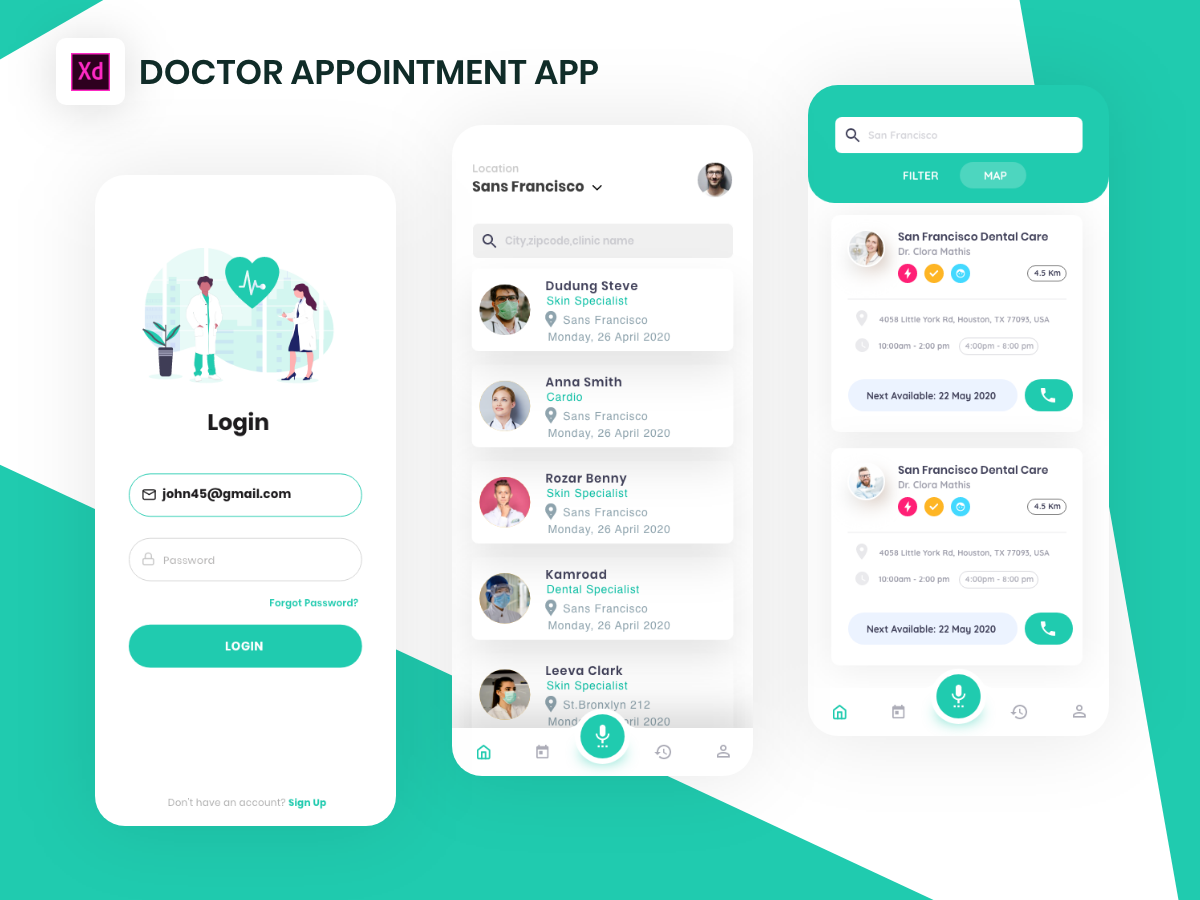 Xd
DOCTOR APPOINTMENT APP
Login
john45@gmail.com
Password
Forgot Password?
LOGIN
Don't have an account? Sign Up
Location
Sans Francisco
City,zipcode,clinic name
Dudung Steve
Skin Specialist
Sans Francisco
Monday, 26 April 2020
Anna Smith
Cardio
Sans Francisco
Monday, 26 April 2020
Rozar Benny
Skin Specialist
Sans Francisco
Monday, 26 April 2020
Kamroad
Dental Specialist
Sans Francisco
Monday, 26 April 2020
Leeva Clark
Skin Specialist
St.Bronxlyn 212
San Francisco
FILTER
MAP
San Francisco Dental Care
Dr. Clora Mathis
4.5 Km
4058 Little York Rd, Houston, TX 77093, USA
10:00am - 2:00 pm
4:00pm - 8:00 pm
Next Available: 22 May 2020
San Francisco Dental Care
Dr. Clora Mathis
4.5 Km
4058 Little York Rd, Houston, TX 77093, USA
10:00am - 2:00 pm
4:00pm - 8:00 pm
Next Available: 22 May 2020